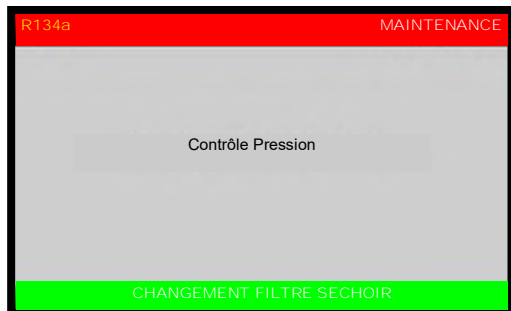 R134a MAINTENANCE
Contrôle Pression
CHANGEMENT FILTRE SECHOIR